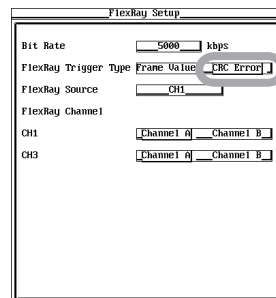 FlexRay Setup
Bit Rate 5000 kbps
FlexRay Trigger Type Frame Value CRC Error
FlexRay Source CH1
FlexRay Channel
CH1 Channel A Channel B
CH3 Channel A Channel B